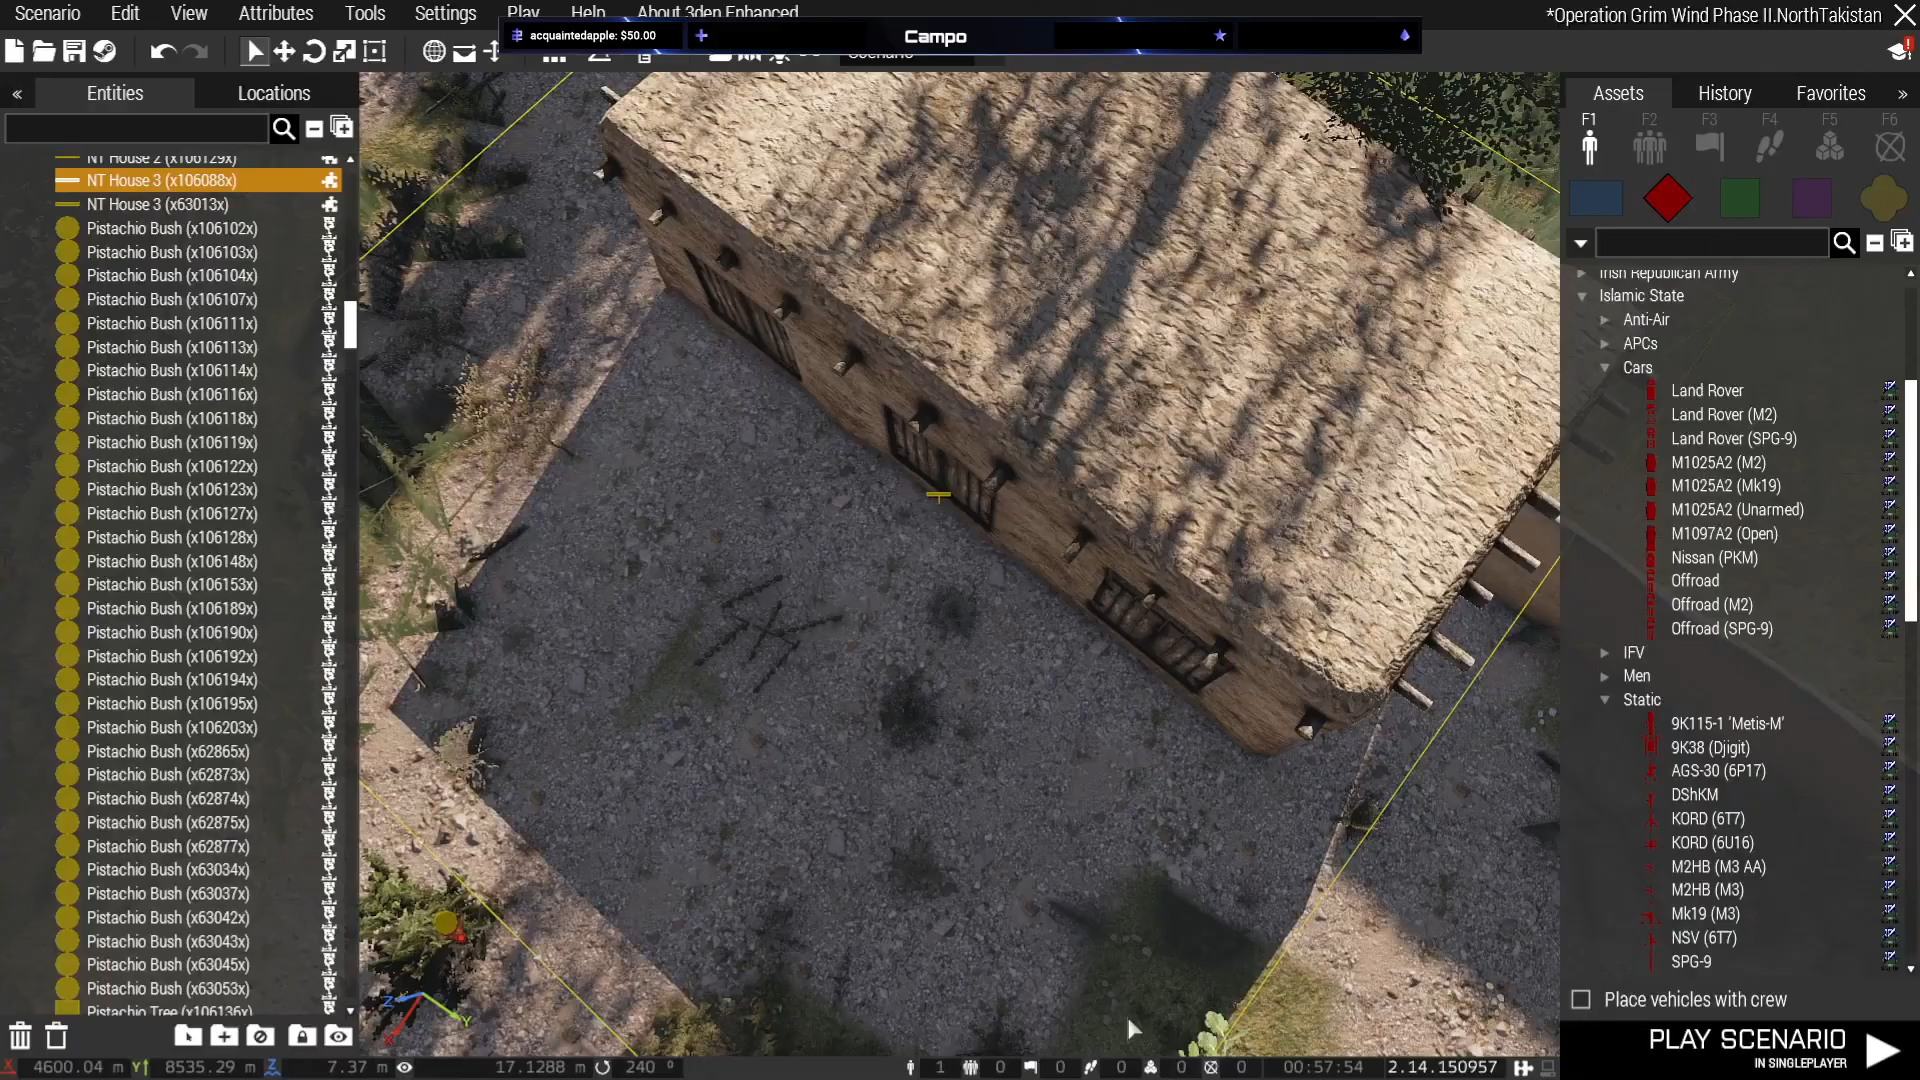 Scenario Edit View Attributes Tools Settings Play Help About 3den Enhanced
*Operation Grim Wind Phase II.NorthTakistan
acquaintedapple: $50.00
Campo
Scenario
Entities Locations
NT House 2 (x106129x)
NT House 3 (x106088x)
NT House 3 (x63013x)
Pistachio Bush (x106102x)
Pistachio Bush (x106103x)
Pistachio Bush (x106104x)
Pistachio Bush (x106107x)
Pistachio Bush (x106111x)
Pistachio Bush (x106113x)
Pistachio Bush (x106114x)
Pistachio Bush (x106116x)
Pistachio Bush (x106118x)
Pistachio Bush (x106119x)
Pistachio Bush (x106122x)
Pistachio Bush (x106123x)
Pistachio Bush (x106127x)
Pistachio Bush (x106128x)
Pistachio Bush (x106148x)
Pistachio Bush (x106153x)
Pistachio Bush (x106189x)
Pistachio Bush (x106190x)
Pistachio Bush (x106192x)
Pistachio Bush (x106194x)
Pistachio Bush (x106195x)
Pistachio Bush (x106203x)
Pistachio Bush (x62865x)
Pistachio Bush (x62873x)
Pistachio Bush (x62874x)
Pistachio Bush (x62875x)
Pistachio Bush (x62877x)
Pistachio Bush (x63034x)
Pistachio Bush (x63037x)
Pistachio Bush (x63042x)
Pistachio Bush (x63043x)
Pistachio Bush (x63045x)
Pistachio Bush (x63053x)
Pistachio Tree (x106136x)
Z Y X
Assets History Favorites
F1 F2 F3 F4 F5 F6
Irish Republican Army
Islamic State
Anti-Air
APCs
Cars
Land Rover
Land Rover (M2)
Land Rover (SPG-9)
M1025A2 (M2)
M1025A2 (Mk19)
M1025A2 (Unarmed)
M1097A2 (Open)
Nissan (PKM)
Offroad
Offroad (M2)
Offroad (SPG-9)
IFV
Men
Static
9K115-1 'Metis-M'
9K38 (Djigit)
AGS-30 (6P17)
DShKM
KORD (6T7)
KORD (6U16)
M2HB (M3 AA)
M2HB (M3)
Mk19 (M3)
NSV (6T7)
SPG-9
Place vehicles with crew
PLAY SCENARIO
IN SINGLEPLAYER
X 4600.04 m Y 8535.29 m Z 7.37 m 17.1288 m 240 ° 1 0 0 0 0 0 00:57:54 2.14.150957